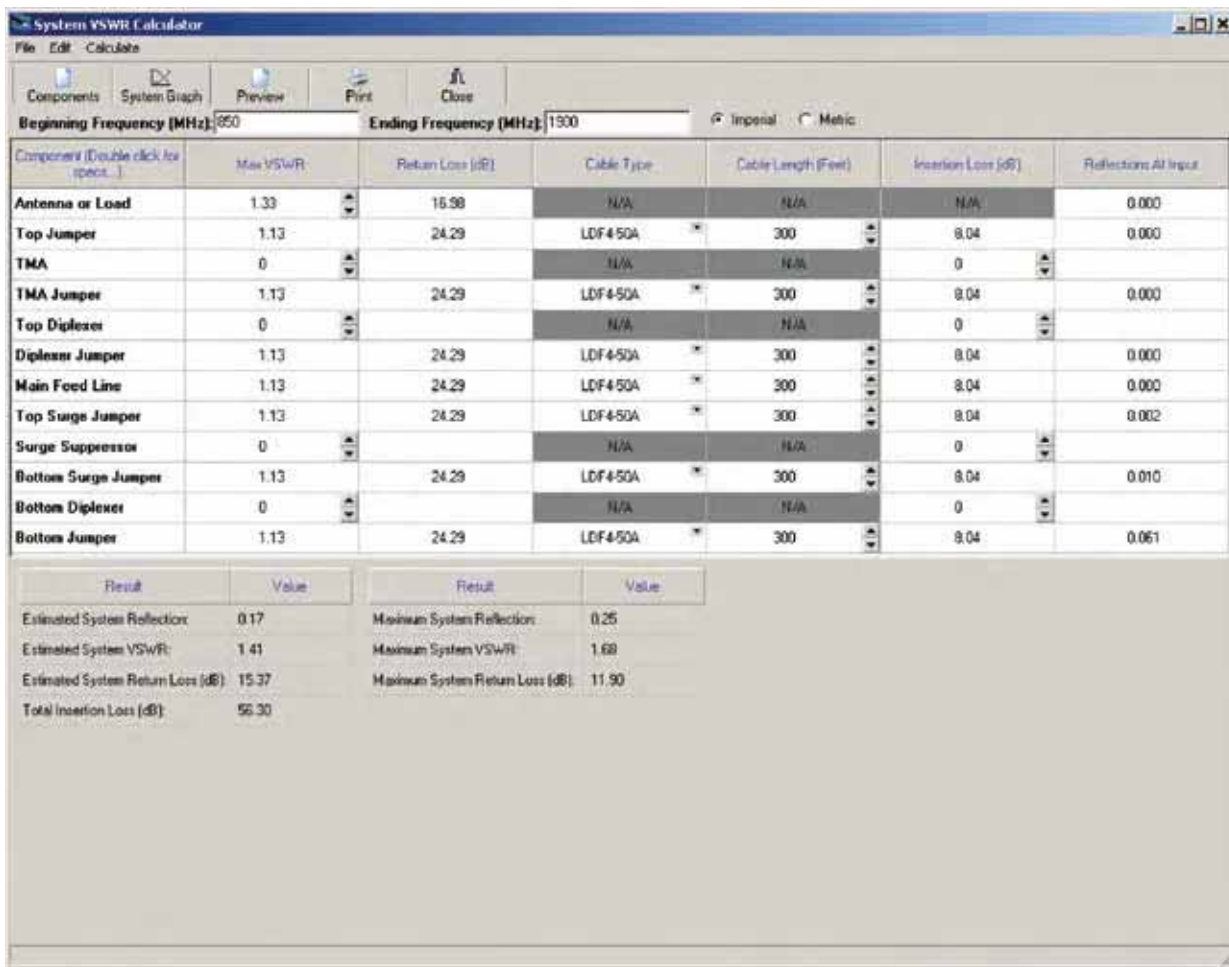 System VSWR Calculator
File Edit Calculate
Components System Graph Preview Print Close
Beginning Frequency (MHz): 850 Ending Frequency (MHz): 1900 Imperial Metric
Component (Double click for specs...) Max VSWR Return Loss (dB) Cable Type Cable Length (Feet) Insertion Loss (dB) Reflections At Input
Antenna or Load 1.33 16.98 N/A N/A N/A 0.000
Top Jumper 1.13 24.29 LDF4-50A 300 8.04 0.000
TMA 0 N/A N/A 0
TMA Jumper 1.13 24.29 LDF4-50A 300 8.04 0.000
Top Diplexer 0 N/A N/A 0
Diplexer Jumper 1.13 24.29 LDF4-50A 300 8.04 0.000
Main Feed Line 1.13 24.29 LDF4-50A 300 8.04 0.000
Top Surge Jumper 1.13 24.29 LDF4-50A 300 8.04 0.002
Surge Suppressor 0 N/A N/A 0
Bottom Surge Jumper 1.13 24.29 LDF4-50A 300 8.04 0.010
Bottom Diplexer 0 N/A N/A 0
Bottom Jumper 1.13 24.29 LDF4-50A 300 8.04 0.061
Result Value Result Value
Estimated System Reflection: 0.17 Maximum System Reflection: 0.25
Estimated System VSWR: 1.41 Maximum System VSWR: 1.68
Estimated System Return Loss (dB): 15.37 Maximum System Return Loss (dB): 11.90
Total Insertion Loss (dB): 56.30